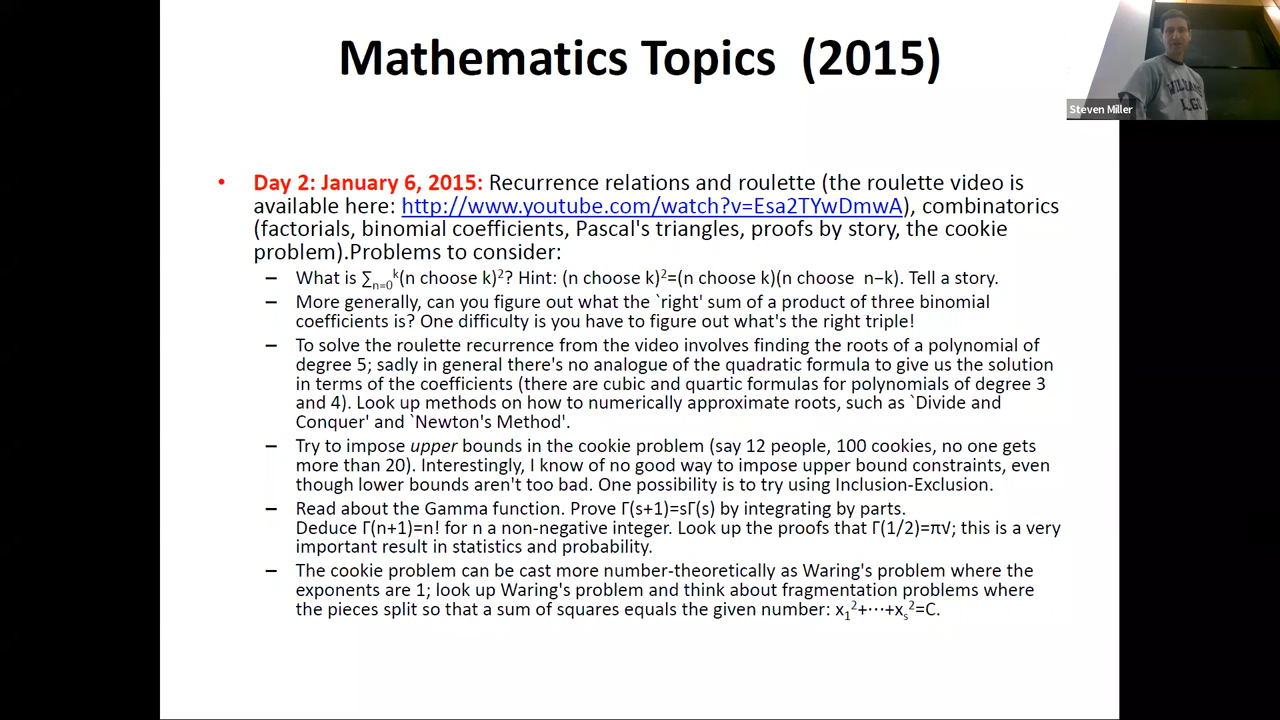 Mathematics Topics (2015)
Steven Miller
• Day 2: January 6, 2015: Recurrence relations and roulette (the roulette video is
available here: http://www.youtube.com/watch?v=Esa2TYwDmwA), combinatorics
(factorials, binomial coefficients, Pascal's triangles, proofs by story, the cookie
problem).Problems to consider:
– What is ∑n=0k(n choose k)2? Hint: (n choose k)2=(n choose k)(n choose n−k). Tell a story.
– More generally, can you figure out what the `right' sum of a product of three binomial
coefficients is? One difficulty is you have to figure out what's the right triple!
– To solve the roulette recurrence from the video involves finding the roots of a polynomial of
degree 5; sadly in general there's no analogue of the quadratic formula to give us the solution
in terms of the coefficients (there are cubic and quartic formulas for polynomials of degree 3
and 4). Look up methods on how to numerically approximate roots, such as `Divide and
Conquer' and `Newton's Method'.
– Try to impose upper bounds in the cookie problem (say 12 people, 100 cookies, no one gets
more than 20). Interestingly, I know of no good way to impose upper bound constraints, even
though lower bounds aren't too bad. One possibility is to try using Inclusion-Exclusion.
– Read about the Gamma function. Prove Γ(s+1)=sΓ(s) by integrating by parts.
Deduce Γ(n+1)=n! for n a non-negative integer. Look up the proofs that Γ(1/2)=π√; this is a very
important result in statistics and probability.
– The cookie problem can be cast more number-theoretically as Waring's problem where the
exponents are 1; look up Waring's problem and think about fragmentation problems where
the pieces split so that a sum of squares equals the given number: x12+⋯+xs2=C.